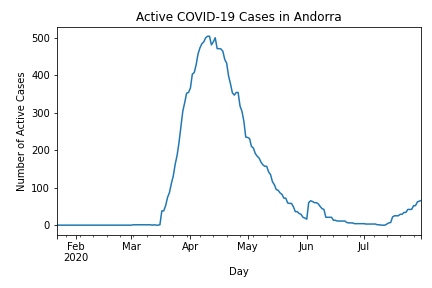 Active COVID-19 Cases in Andorra
Number of Active Cases
500
400
300
200
100
0
Feb
2020
Mar
Apr
May
Jun
Jul
Day